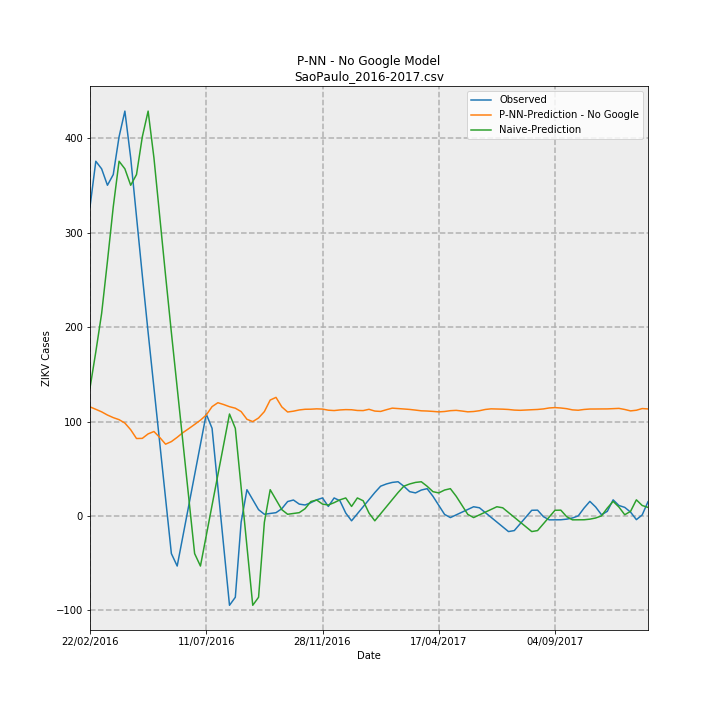 P-NN - No Google Model
SaoPaulo_2016-2017.csv
Observed
P-NN-Prediction - No Google
Naive-Prediction
400
300
200
100
0
−100
ZIKV Cases
22/02/2016
11/07/2016
28/11/2016
17/04/2017
04/09/2017
Date